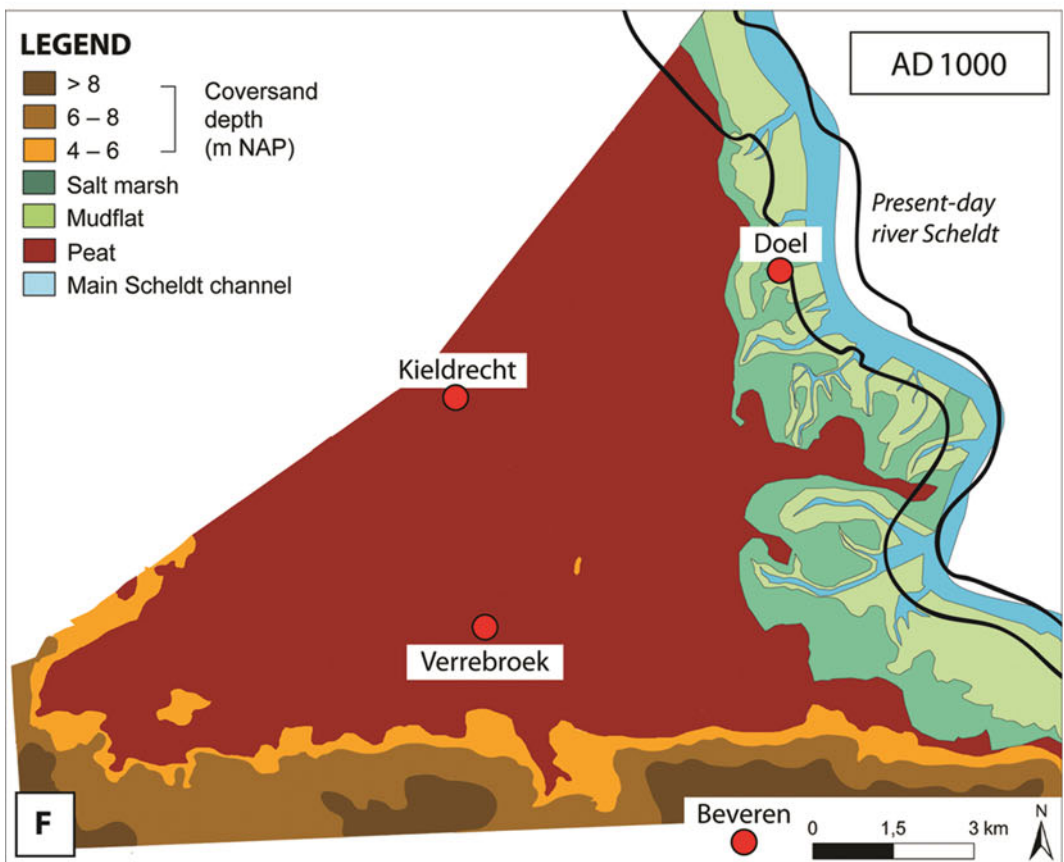 LEGEND
> 8
6 – 8
4 – 6
Coversand
depth
(m NAP)
Salt marsh
Mudflat
Peat
Main Scheldt channel
AD 1000
Present-day
river Scheldt
Doel
Kieldrecht
Verrebroek
Beveren
F
0 1,5 3 km
N